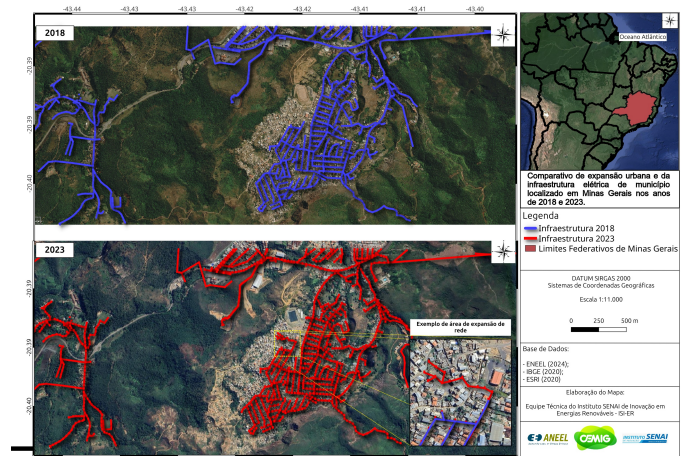 -43.44 -43.43 -43.42 -43.41 -43.41 -43.40
2018
-20.39
-20.39
-20.40
2023
-20.39
-20.39
-20.40
Exemplo de área de expansão de
rede
Oceano Atlântico
Comparativo de expansão urbana e da
infraestrutura elétrica de município
localizado em Minas Gerais nos anos
de 2018 e 2023.
Legenda
Infraestrutura 2018
Infraestrutura 2023
Limites Federativos de Minas Gerais
DATUM SIRGAS 2000
Sistemas de Coordenadas Geográficas
Escala 1:11.000
0 250 500 m
Base de Dados:
- ENEEL (2024);
- IBGE (2020);
- ESRI (2020)
Elaboração do Mapa:
Equipe Técnica do Instituto SENAI de Inovação em
Energias Renováveis - ISI-ER
ANEEL
CEMIG
INSTITUTO SENAI